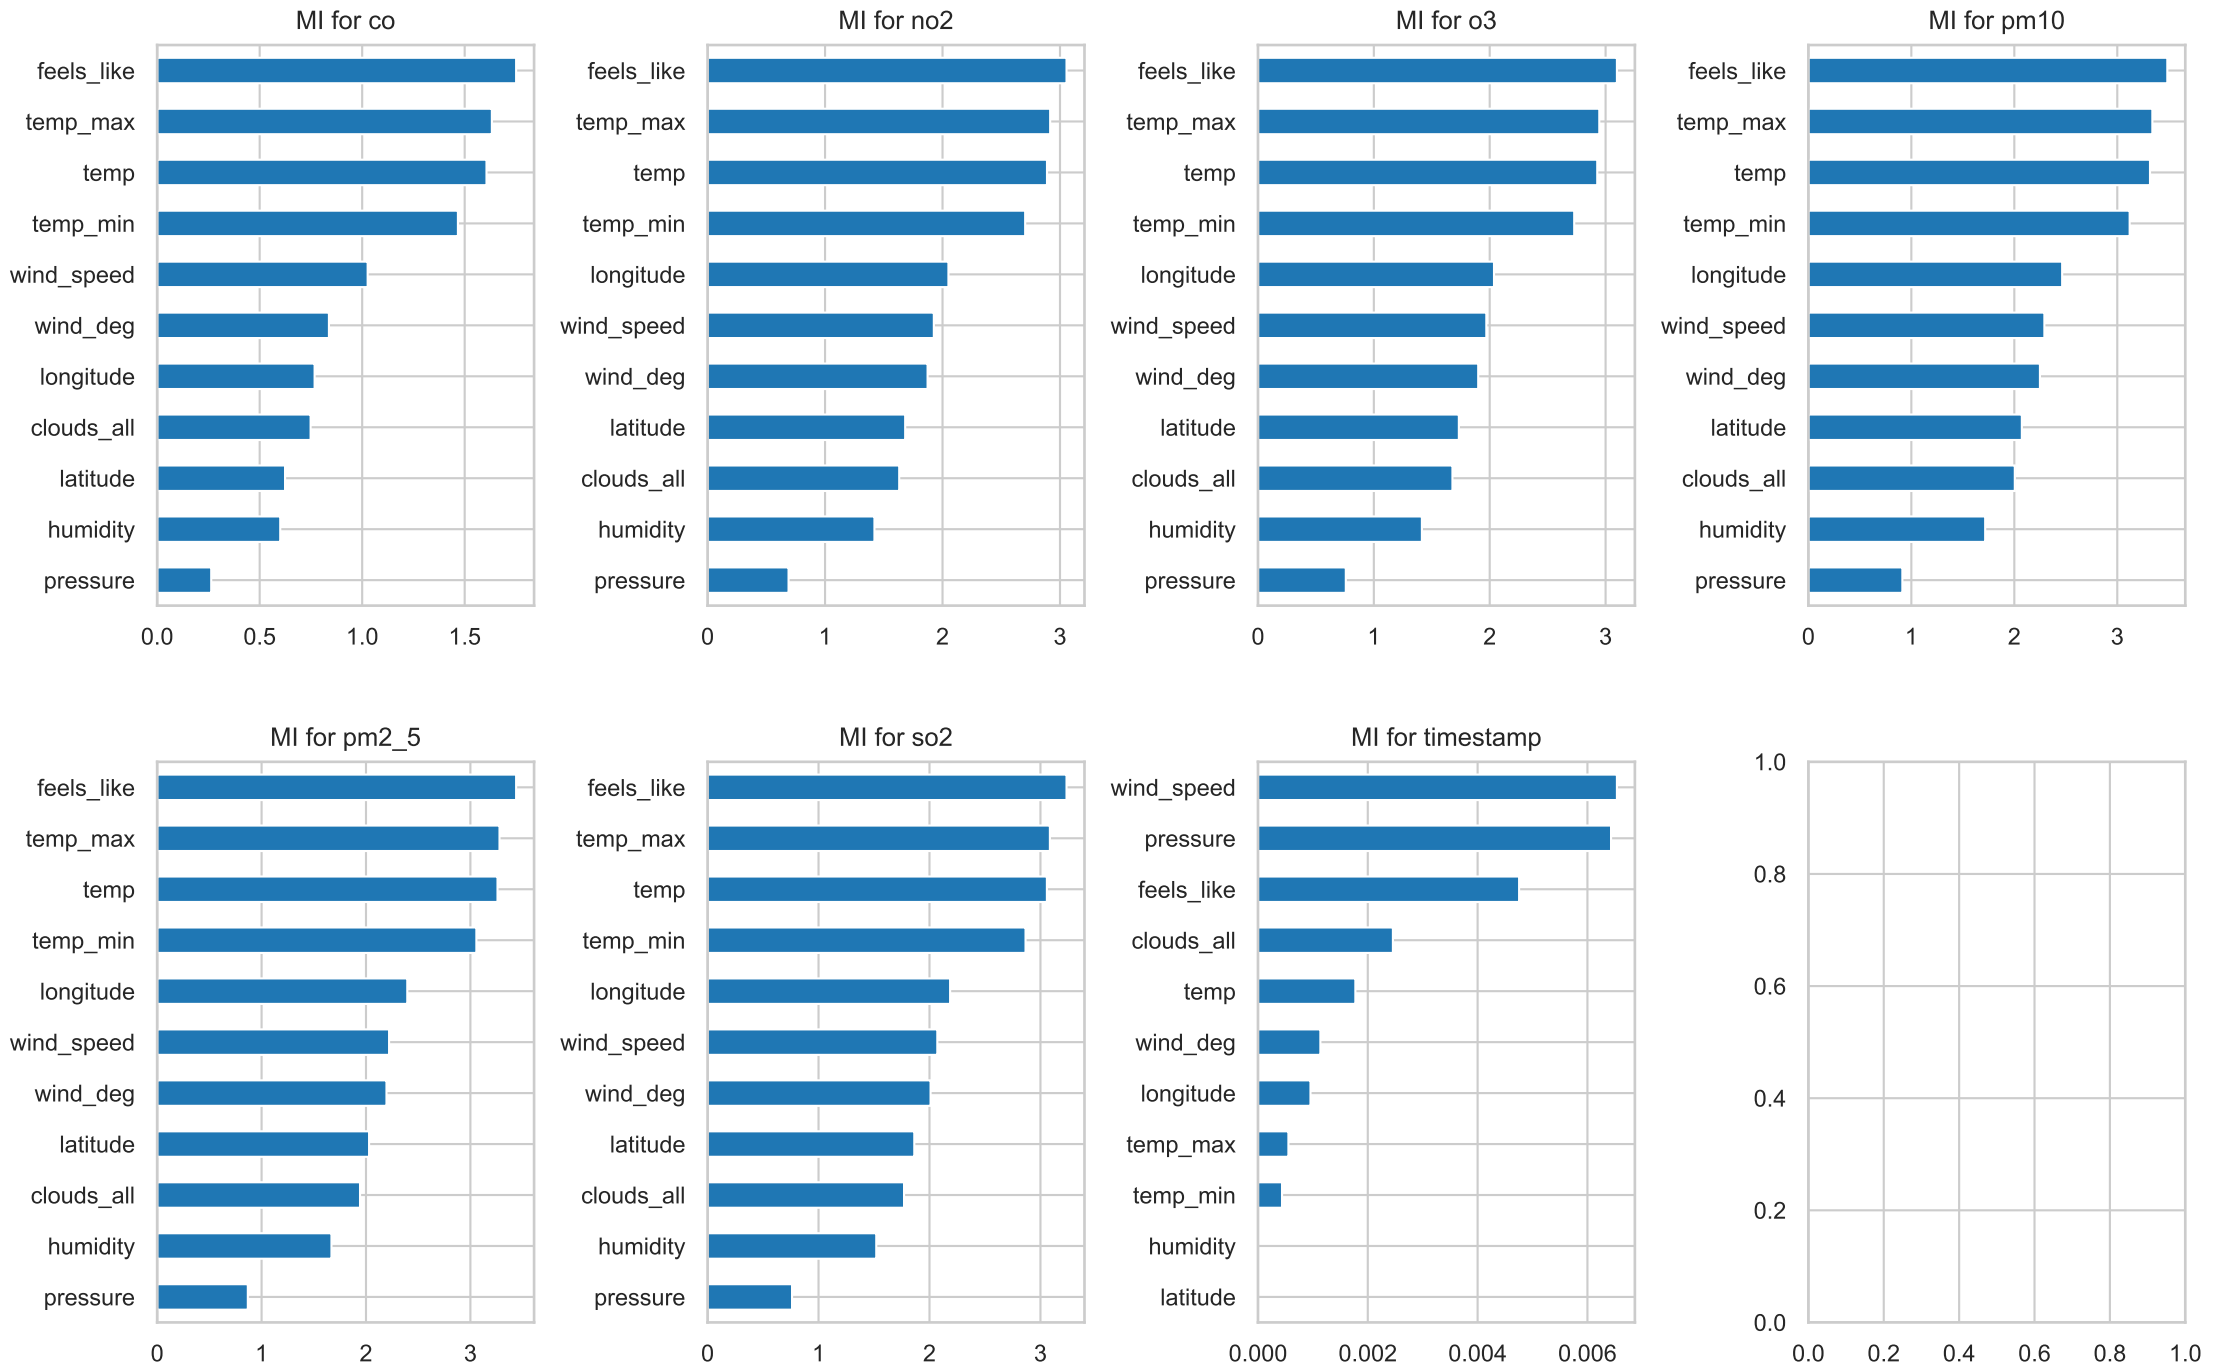 MI for co
feels_like
temp_max
temp
temp_min
wind_speed
wind_deg
longitude
clouds_all
latitude
humidity
pressure
0.0 0.5 1.0 1.5
MI for no2
feels_like
temp_max
temp
temp_min
longitude
wind_speed
wind_deg
latitude
clouds_all
humidity
pressure
0 1 2 3
MI for o3
feels_like
temp_max
temp
temp_min
longitude
wind_speed
wind_deg
latitude
clouds_all
humidity
pressure
0 1 2 3
MI for pm10
feels_like
temp_max
temp
temp_min
longitude
wind_speed
wind_deg
latitude
clouds_all
humidity
pressure
0 1 2 3
MI for pm2_5
feels_like
temp_max
temp
temp_min
longitude
wind_speed
wind_deg
latitude
clouds_all
humidity
pressure
0 1 2 3
MI for so2
feels_like
temp_max
temp
temp_min
longitude
wind_speed
wind_deg
latitude
clouds_all
humidity
pressure
0 1 2 3
MI for timestamp
wind_speed
pressure
feels_like
clouds_all
temp
wind_deg
longitude
temp_max
temp_min
humidity
latitude
0.000 0.002 0.004 0.006
1.0
0.8
0.6
0.4
0.2
0.0
0.0 0.2 0.4 0.6 0.8 1.0